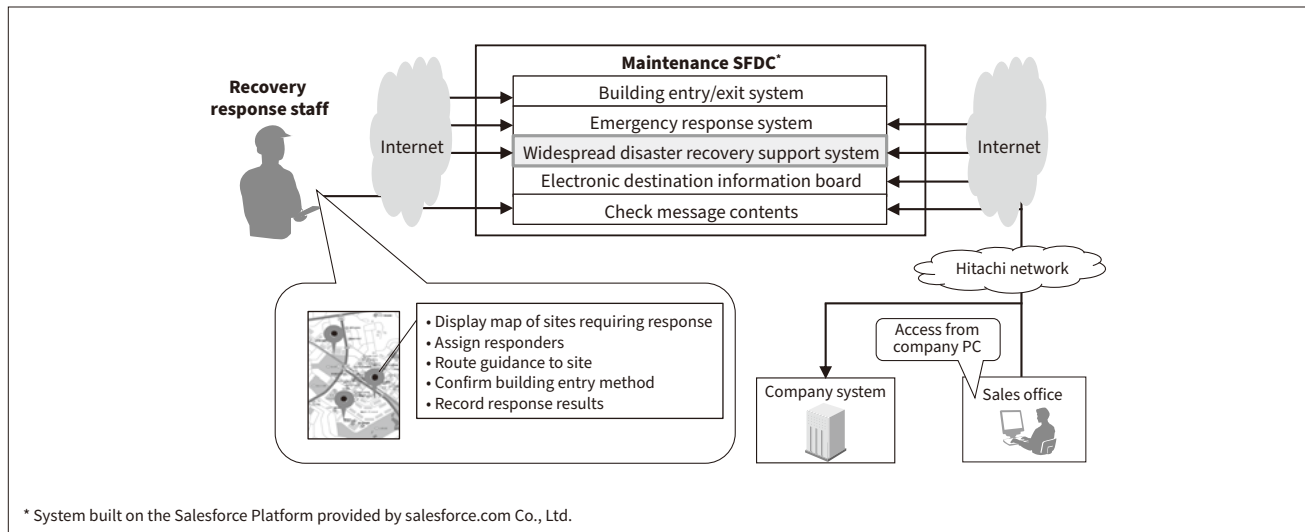 Maintenance SFDC*
Recovery
response staff
Internet
Building entry/exit system
Emergency response system
Widespread disaster recovery support system
Electronic destination information board
Check message contents
Internet
Hitachi network
• Display map of sites requiring response
• Assign responders
• Route guidance to site
• Confirm building entry method
• Record response results
Access from
company PC
Company system
Sales office
* System built on the Salesforce Platform provided by salesforce.com Co., Ltd.